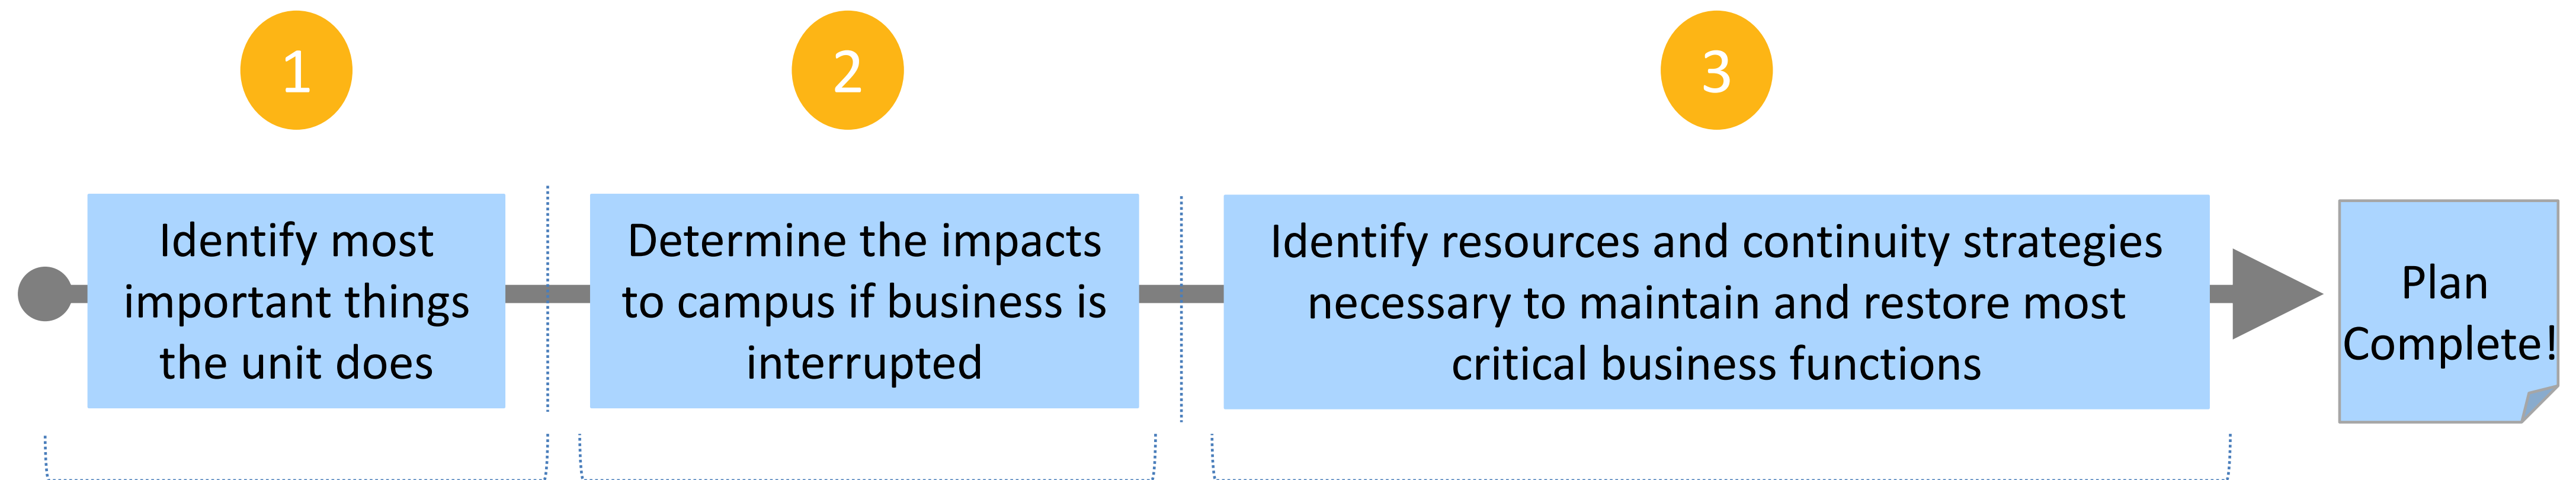 1
2
3
Identify most
important things
the unit does
Determine the impacts
to campus if business is
interrupted
Identify resources and continuity strategies
necessary to maintain and restore most
critical business functions
Plan
Complete!